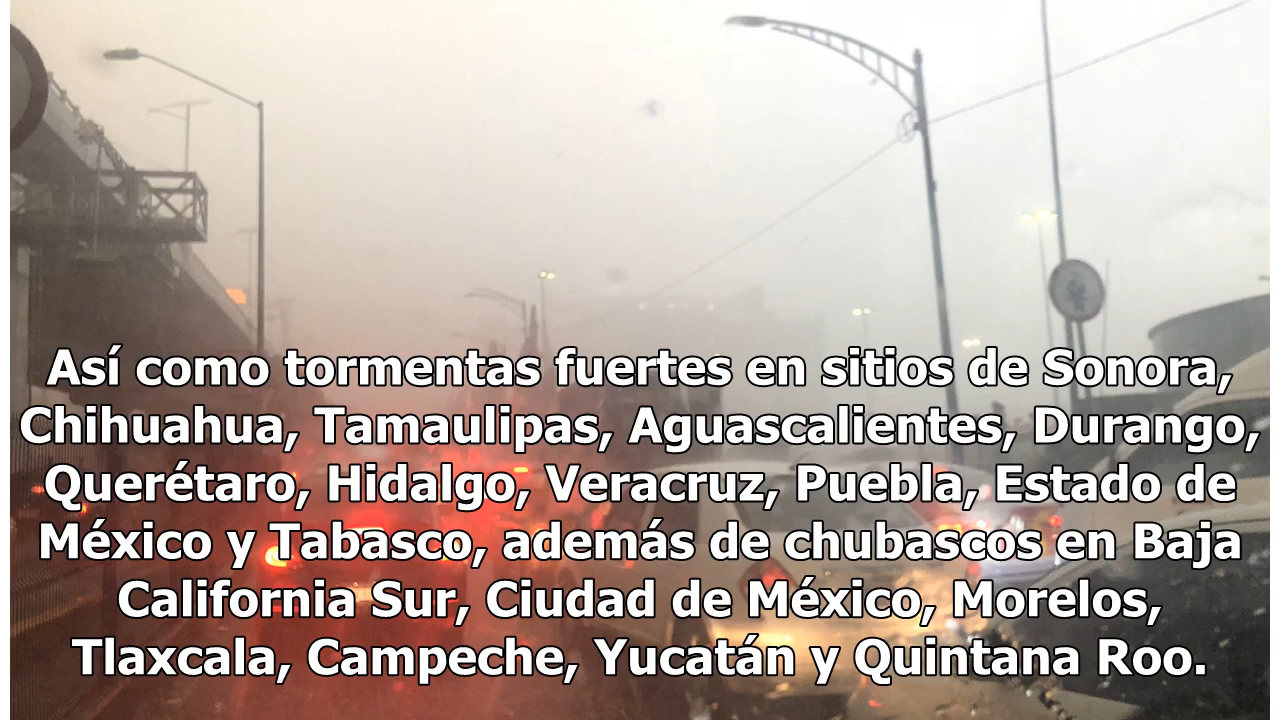 Así como tormentas fuertes en sitios de Sonora,
Chihuahua, Tamaulipas, Aguascalientes, Durango,
Querétaro, Hidalgo, Veracruz, Puebla, Estado de
México y Tabasco, además de chubascos en Baja
California Sur, Ciudad de México, Morelos,
Tlaxcala, Campeche, Yucatán y Quintana Roo.